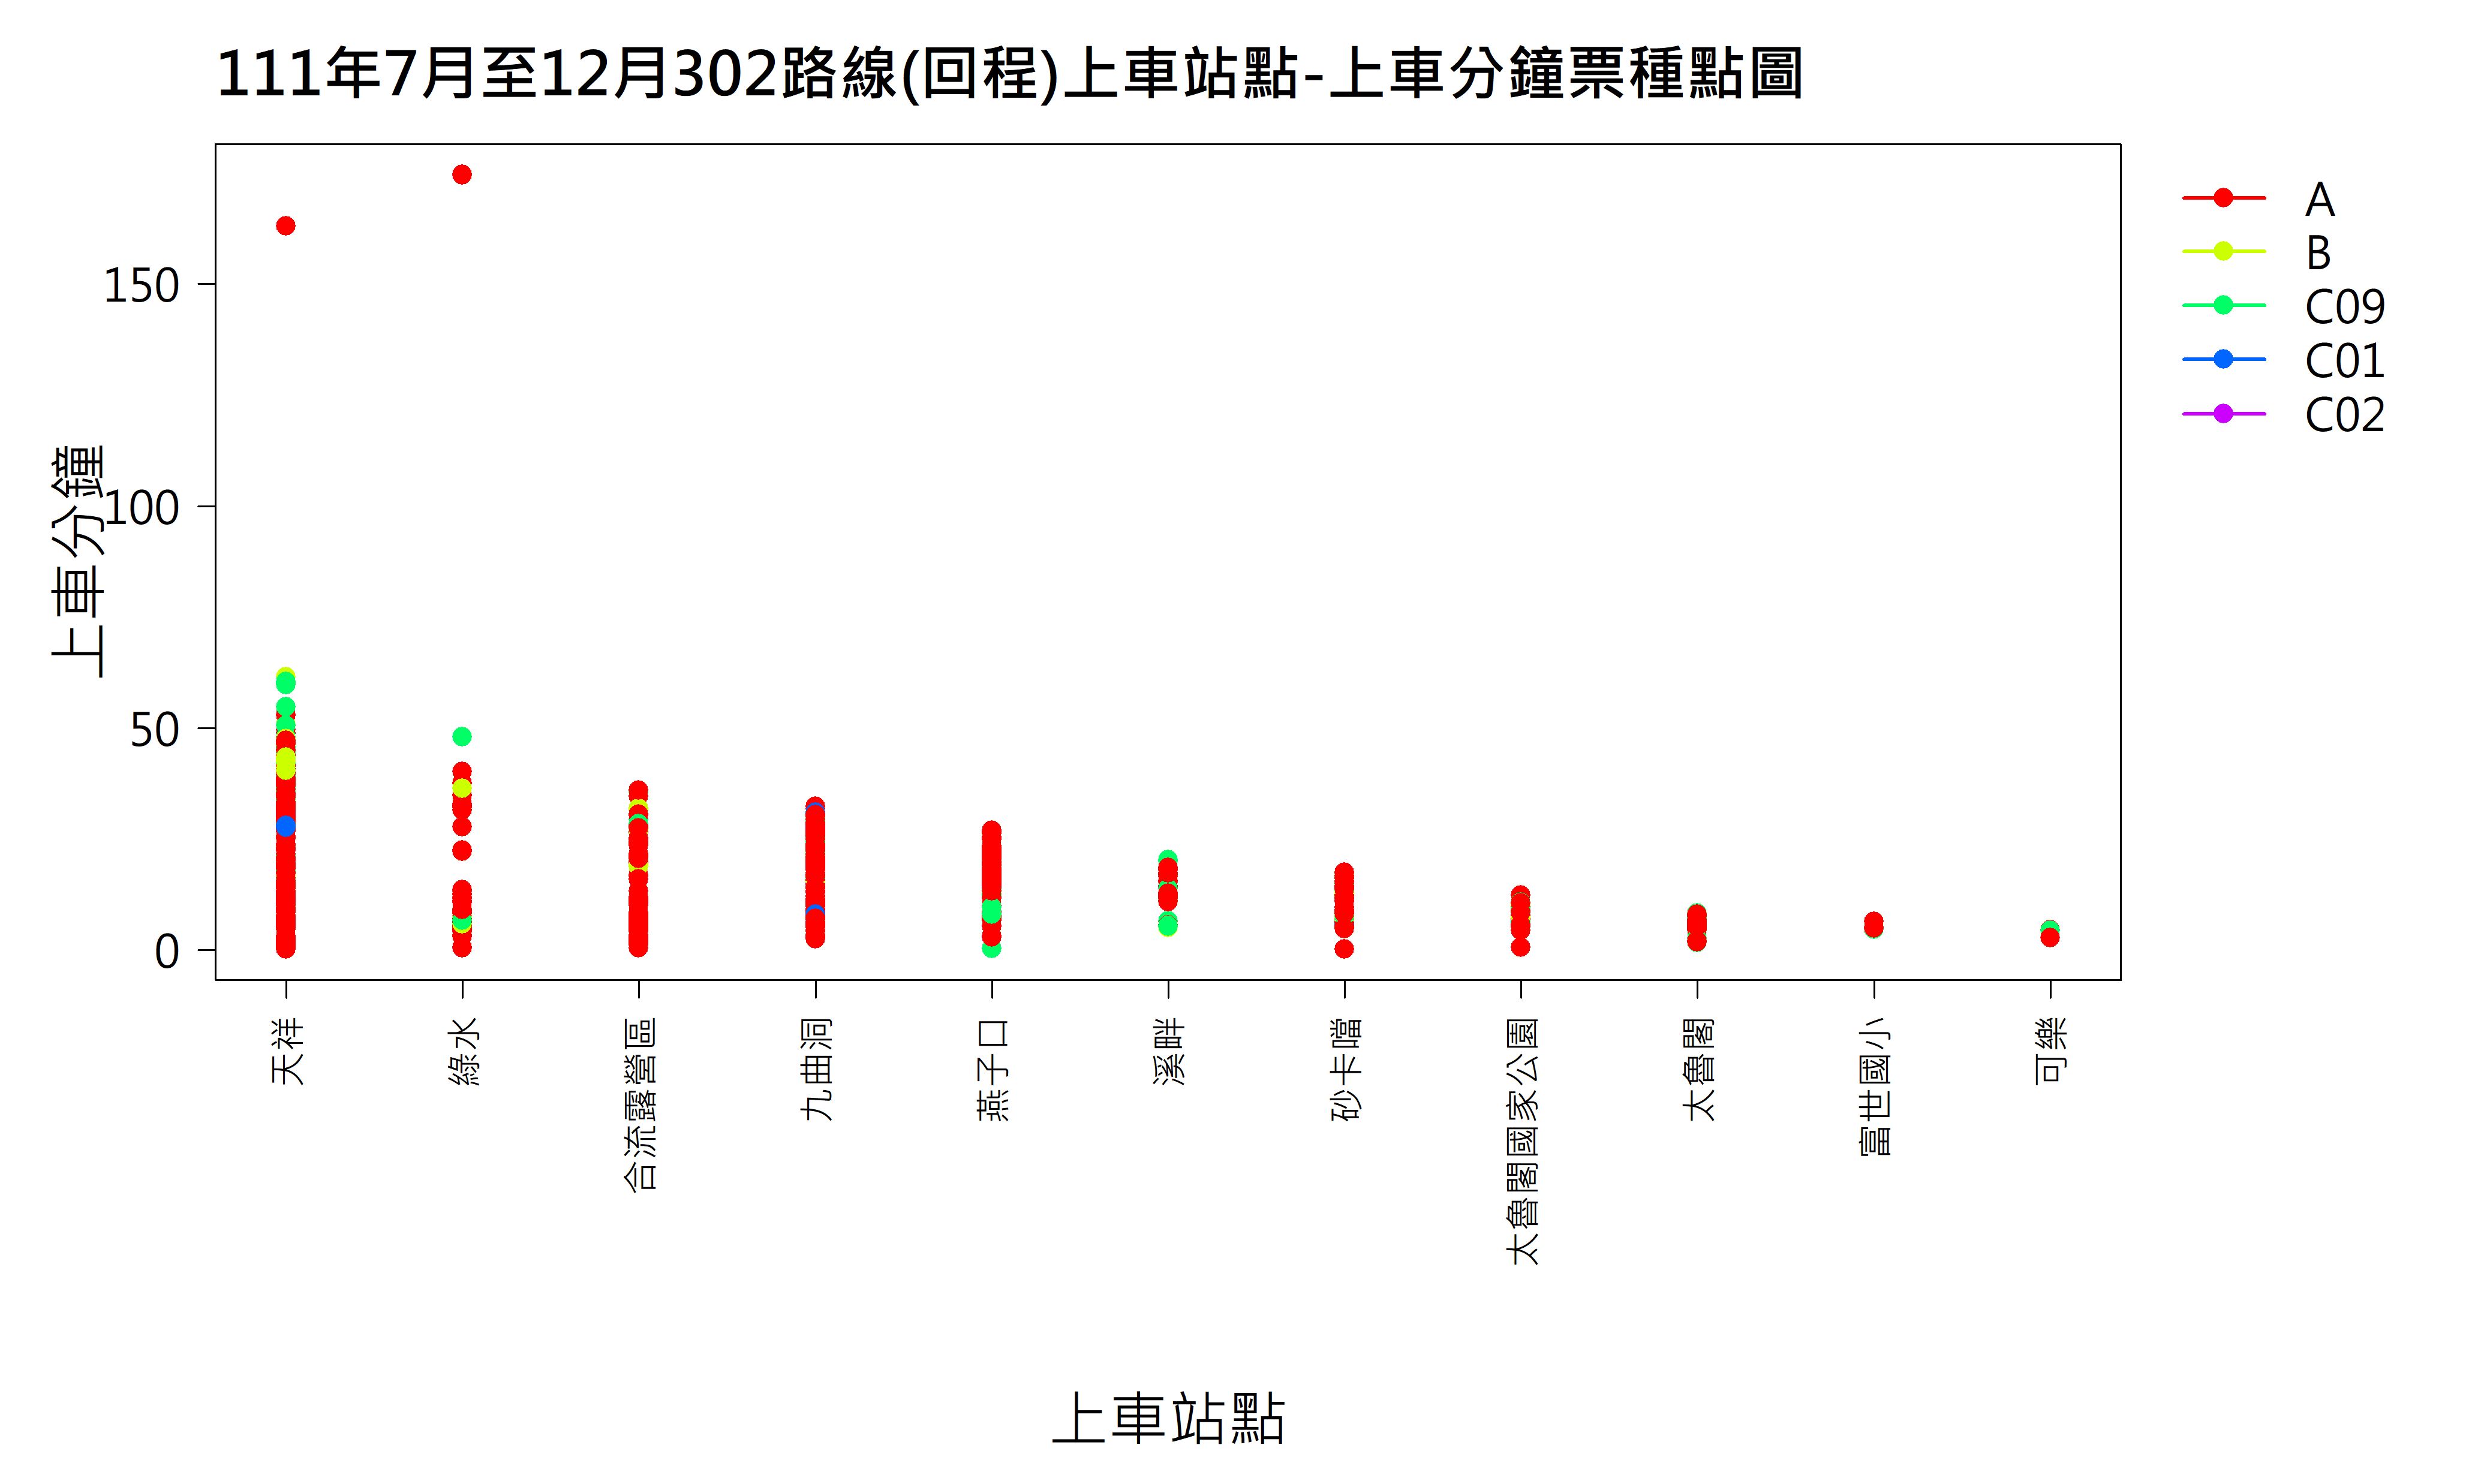 111年7月至12月302路線(回程)上車站點-上車分鐘票種點圖
A
B
C09
C01
C02
上車分鐘
150
100
50
0
天祥
綠水
合流露營區
九曲洞
燕子口
溪畔
砂卡噹
太魯閣國家公園
太魯閣
富世國小
可樂
上車站點